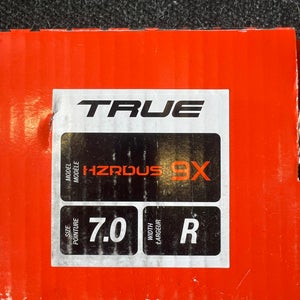 TRUE
MODEL
MODÈLE
HZRDUS 9X
SIZE
POINTURE
7.0
WIDTH
LARGEUR
R